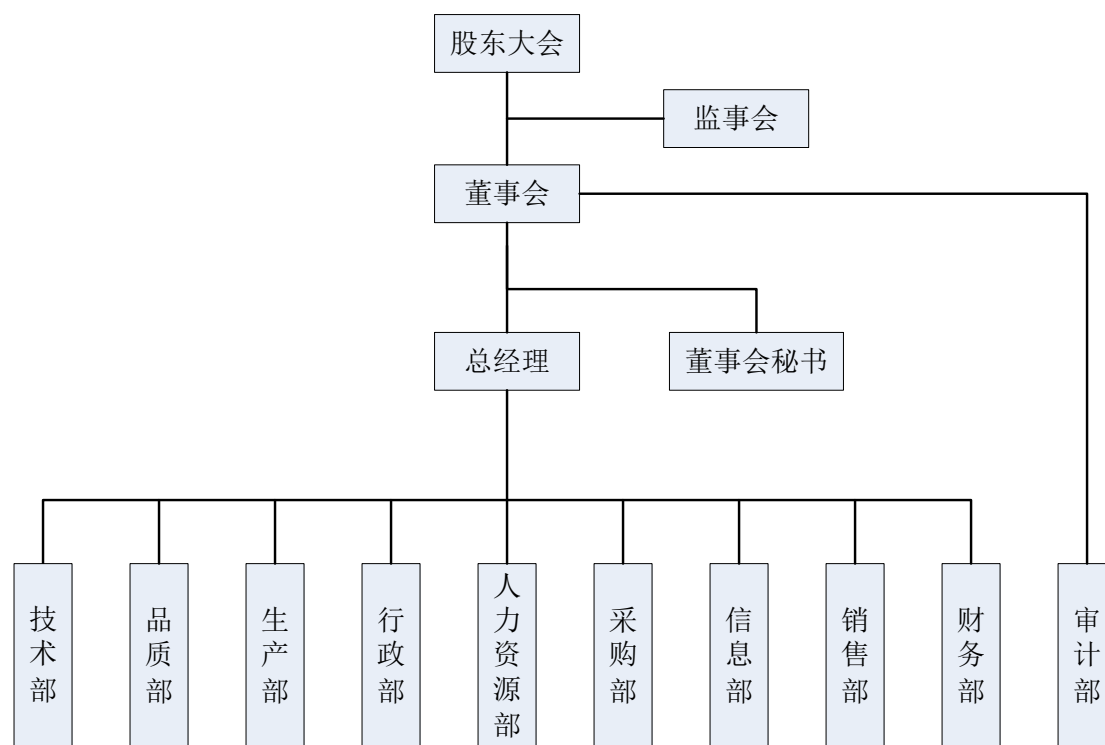 股东大会
监事会
董事会
总经理
董事会秘书
技术部
品质部
生产部
行政部
人力资源部
采购部
信息部
销售部
财务部
审计部